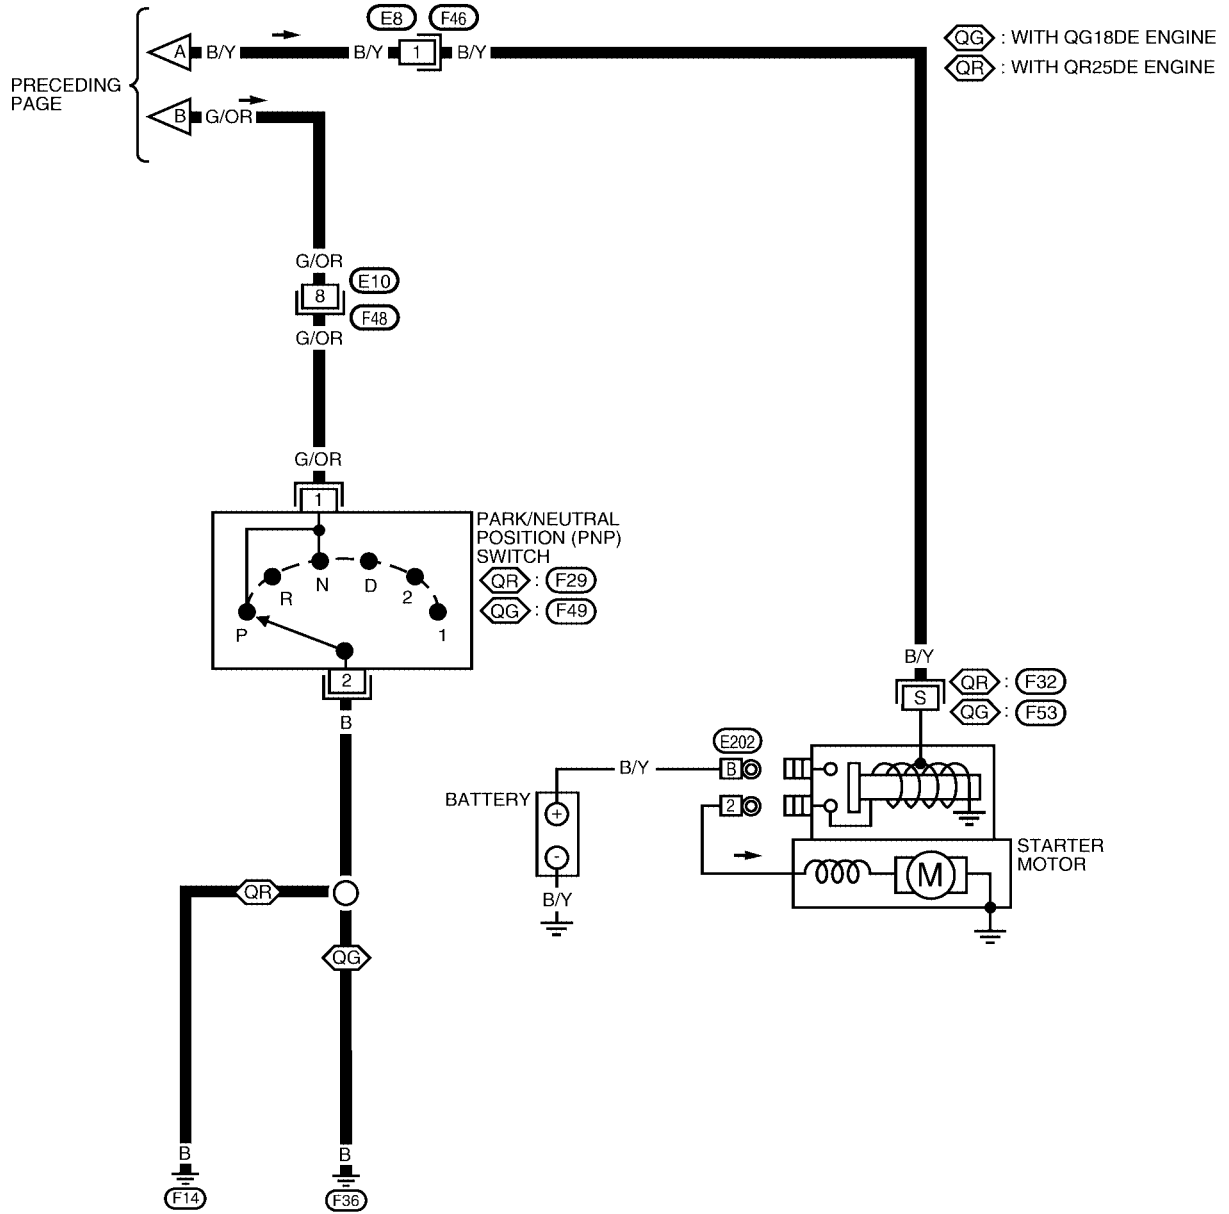 E8 F46
QG : WITH QG18DE ENGINE
A B/Y B/Y 1 B/Y
QR : WITH QR25DE ENGINE
PRECEDING
PAGE
B G/OR
G/OR
E10
8
F48
G/OR
G/OR
1
PARK/NEUTRAL
POSITION (PNP)
SWITCH
QR : F29
QG : F49
P R N D 2 1
2
B
B/Y
S
QR : F32
QG : F53
E202
B/Y B
2
BATTERY
+
-
B/Y
STARTER
MOTOR
M
QR
QG
B B
F14 F36